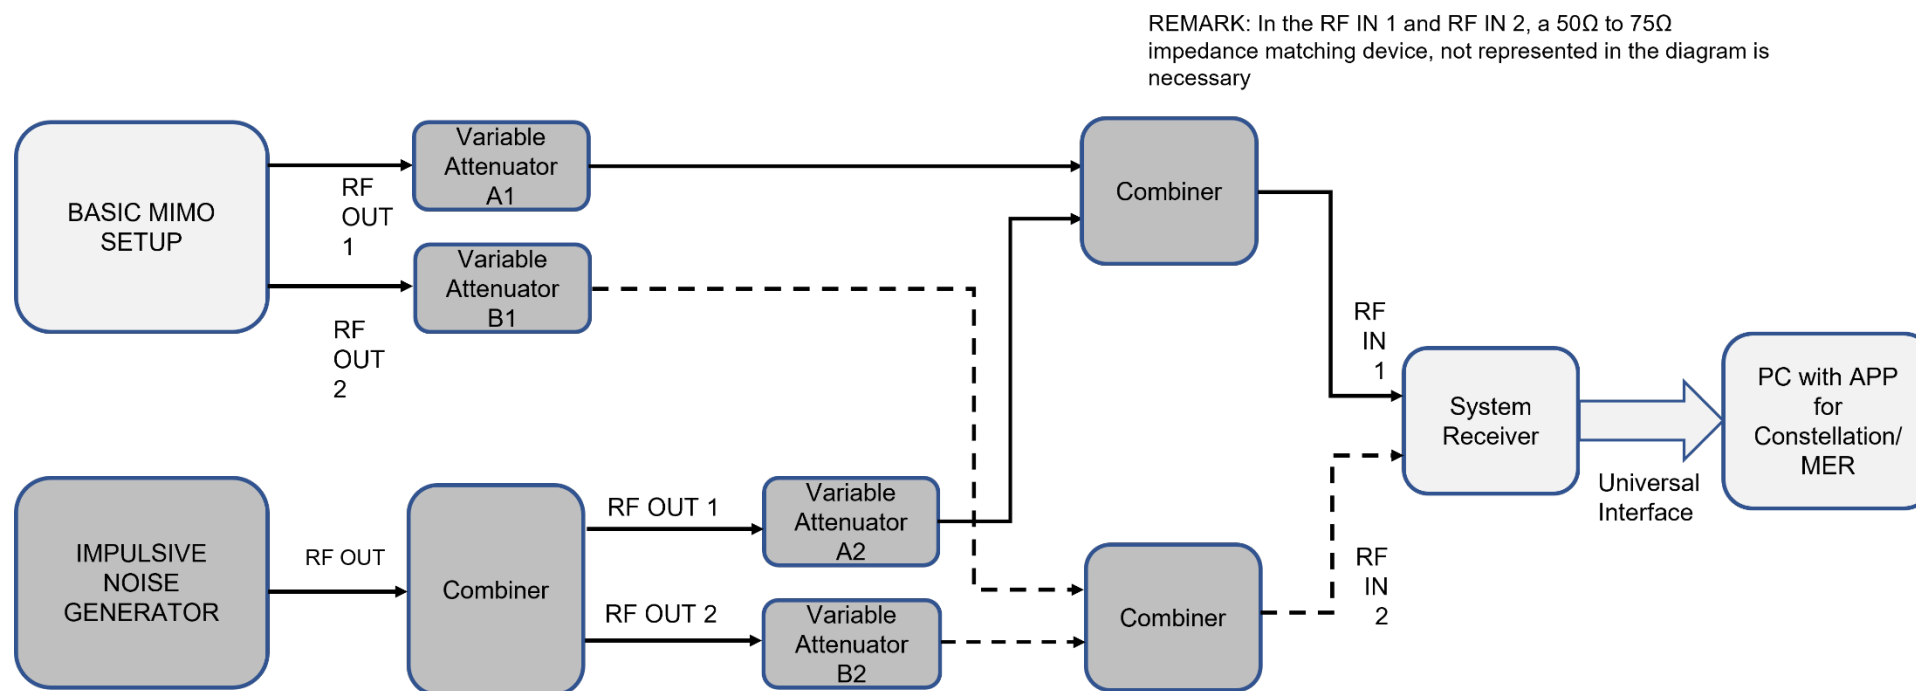 REMARK: In the RF IN 1 and RF IN 2, a 50Ω to 75Ω
impedance matching device, not represented in the diagram is
necessary
BASIC MIMO
SETUP
RF
OUT
1
RF
OUT
2
Variable
Attenuator
A1
Variable
Attenuator
B1
Combiner
RF
IN
1
System
Receiver
Universal
Interface
PC with APP
for
Constellation/
MER
IMPULSIVE
NOISE
GENERATOR
RF OUT
Combiner
RF OUT 1
RF OUT 2
Variable
Attenuator
A2
Variable
Attenuator
B2
Combiner
RF
IN
2